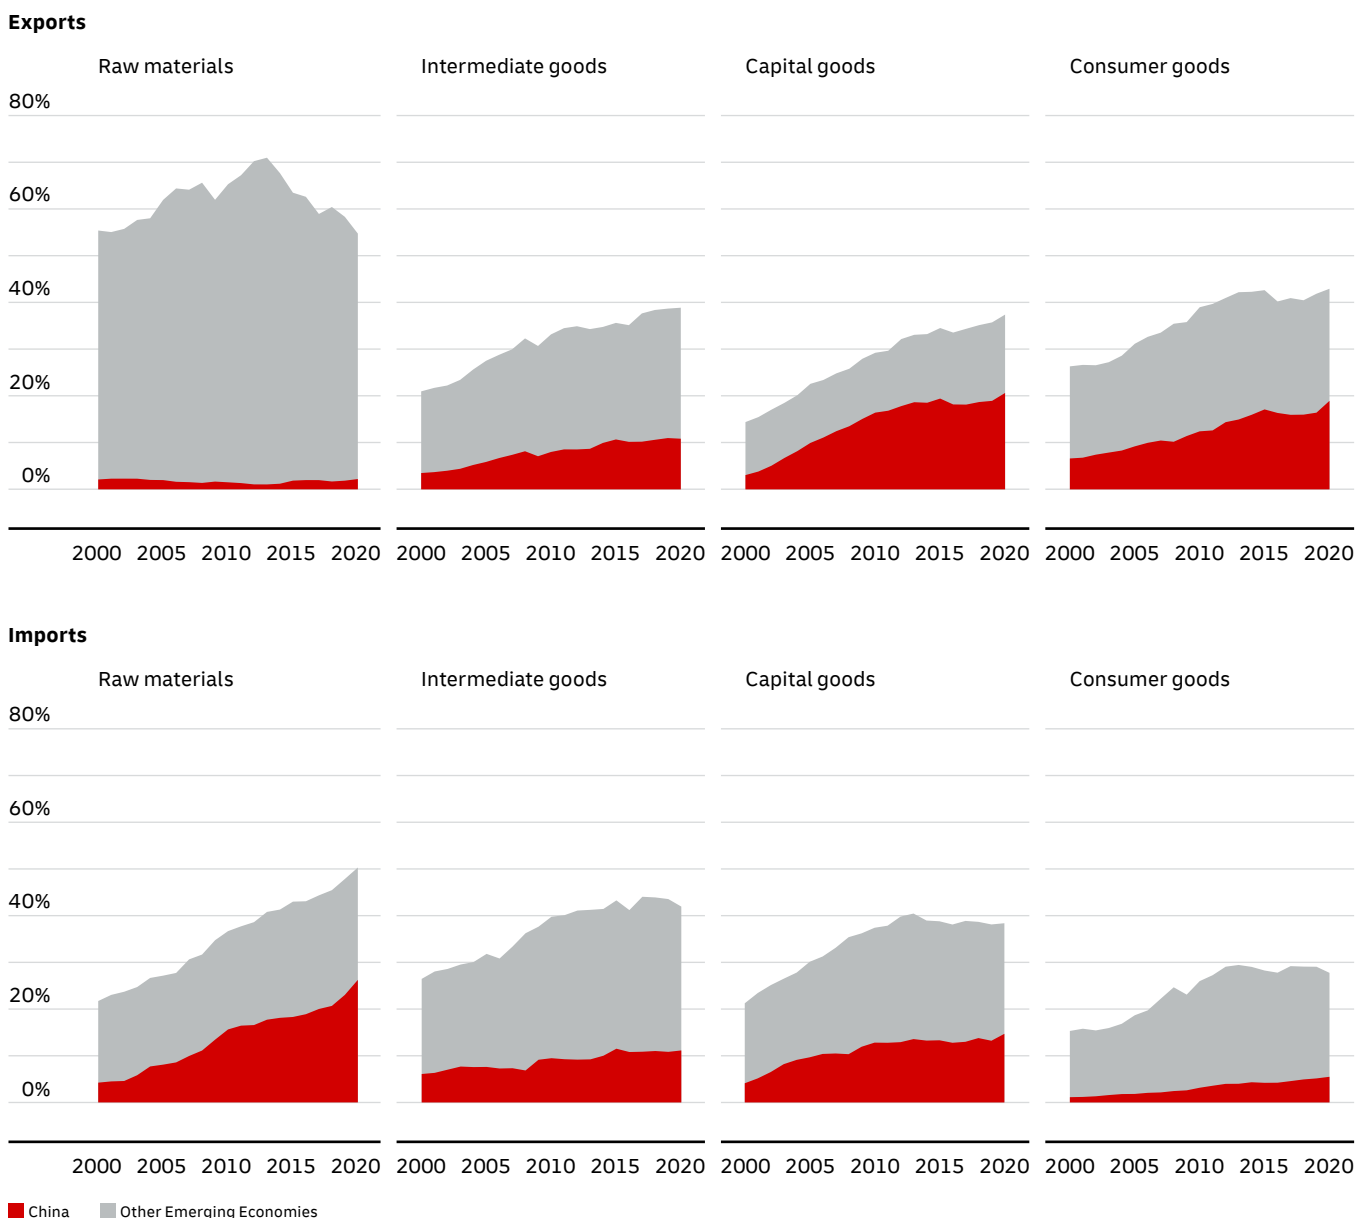 Exports
Raw materials Intermediate goods Capital goods Consumer goods
80%
60%
40%
20%
0%
2000 2005 2010 2015 2020 2000 2005 2010 2015 2020 2000 2005 2010 2015 2020 2000 2005 2010 2015 2020
Imports
Raw materials Intermediate goods Capital goods Consumer goods
80%
60%
40%
20%
0%
2000 2005 2010 2015 2020 2000 2005 2010 2015 2020 2000 2005 2010 2015 2020 2000 2005 2010 2015 2020
China Other Emerging Economies